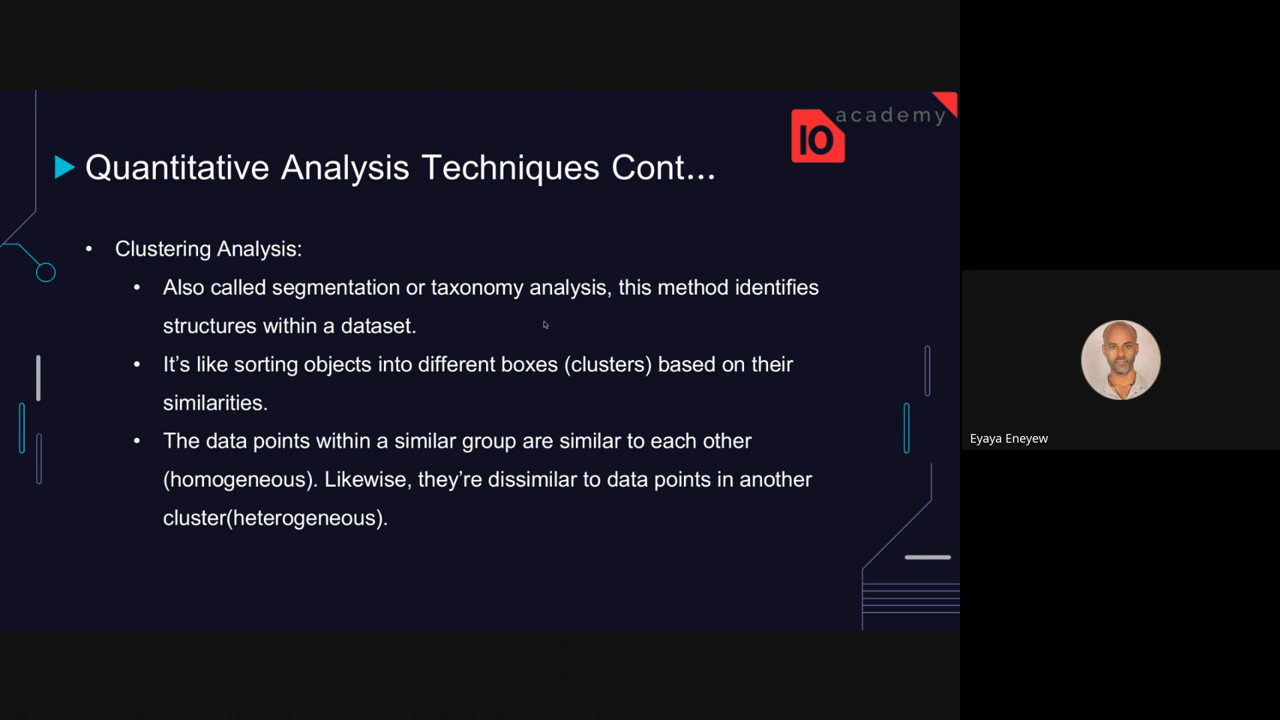 academy
10
Quantitative Analysis Techniques Cont...
• Clustering Analysis:
• Also called segmentation or taxonomy analysis, this method identifies
structures within a dataset.
• It’s like sorting objects into different boxes (clusters) based on their
similarities.
• The data points within a similar group are similar to each other
(homogeneous). Likewise, they’re dissimilar to data points in another
cluster(heterogeneous).
Eyaya Eneyew